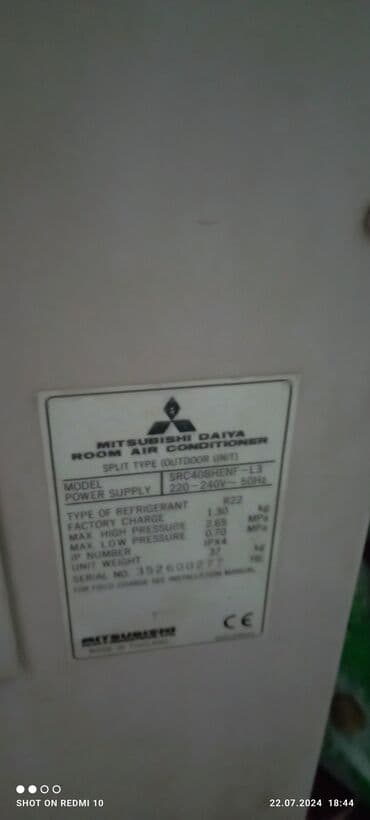 MITSUBISHI DAIYA
ROOM AIR CONDITIONER
SPLIT TYPE (OUTDOOR UNIT)
MODEL SRC408HENF-L3
POWER SUPPLY 220-240V~ 50Hz
TYPE OF REFRIGERANT R22
FACTORY CHARGE 1.30 kg
MAX. HIGH PRESSURE 2.65 MPa
MAX. LOW PRESSURE 0.70 MPa
IP NUMBER IPX4
UNIT WEIGHT 37 kg
SERIAL NO. 352600277
FOR FIELD CHARGE SEE INSTALLATION MANUAL
MITSUBISHI
CE
MADE IN THAILAND
SHOT ON REDMI 10
22.07.2024 18:44